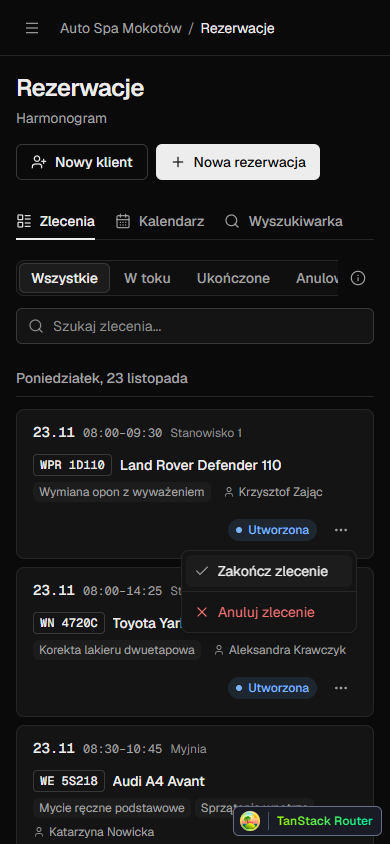 Auto Spa Mokotów / Rezerwacje
Rezerwacje
Harmonogram
Nowy klient
Nowa rezerwacja
Zlecenia
Kalendarz
Wyszukiwarka
Wszystkie
W toku
Ukończone
Szukaj zlecenia...
Poniedziałek, 23 listopada
23.11 08:00–09:30 Stanowisko 1
WPR 1D110 Land Rover Defender 110
Wymiana opon z wyważeniem Krzysztof Zając
Utworzona
Zakończ zlecenie
Anuluj zlecenie
23.11 08:00–14:25
WN 4720C Toyota
Korekta lakieru dwuetapowa Aleksandra Krawczyk
Utworzona
23.11 08:30–10:45 Myjnia
WE 5S218 Audi A4 Avant
Mycie ręczne podstawowe
Katarzyna Nowicka
TanStack Router